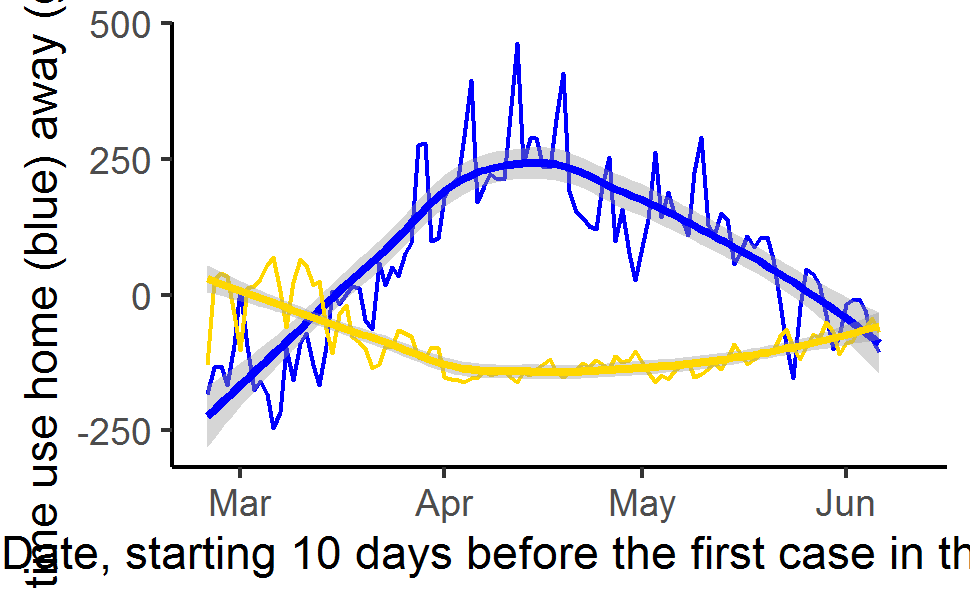 time use home (blue) away (
500
250
0
-250
Mar Apr May Jun
Date, starting 10 days before the first case in th